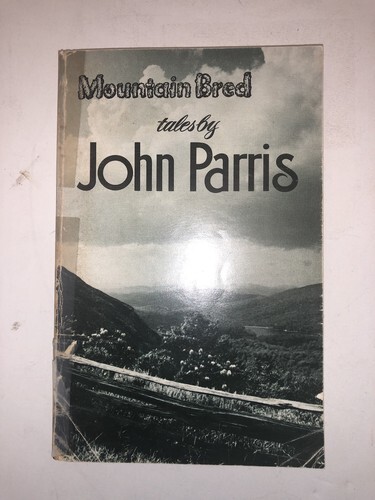 Mountain Bred
tales by
John Parris